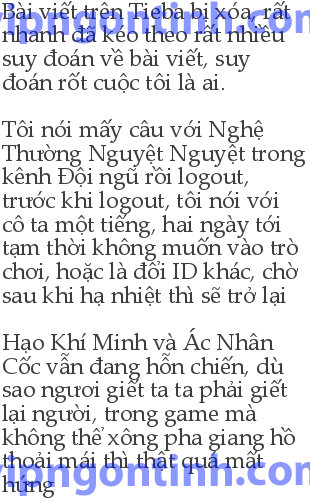 Bài viết trên Tieba bị xóa, rất
nhanh đã kéo theo rất nhiều
suy đoán về bài viết, suy
đoán rốt cuộc tôi là ai.
Tôi nói mấy câu với Nghệ
Thường Nguyệt Nguyệt trong
kênh Đội ngũ rồi logout,
trước khi logout, tôi nói với
cô ta một tiếng, hai ngày tới
tạm thời không muốn vào trò
chơi, hoặc là đổi ID khác, chờ
sau khi hạ nhiệt thì sẽ trở lại
Hạo Khí Minh và Ác Nhân
Cốc vẫn đang hỗn chiến, dù
sao ngươi giết ta ta phải giết
lại người, trong game mà
không thể xông pha giang hồ
thoải mái thì thật quá mất
hứng
vipngontinh.com
vipngontinh.com